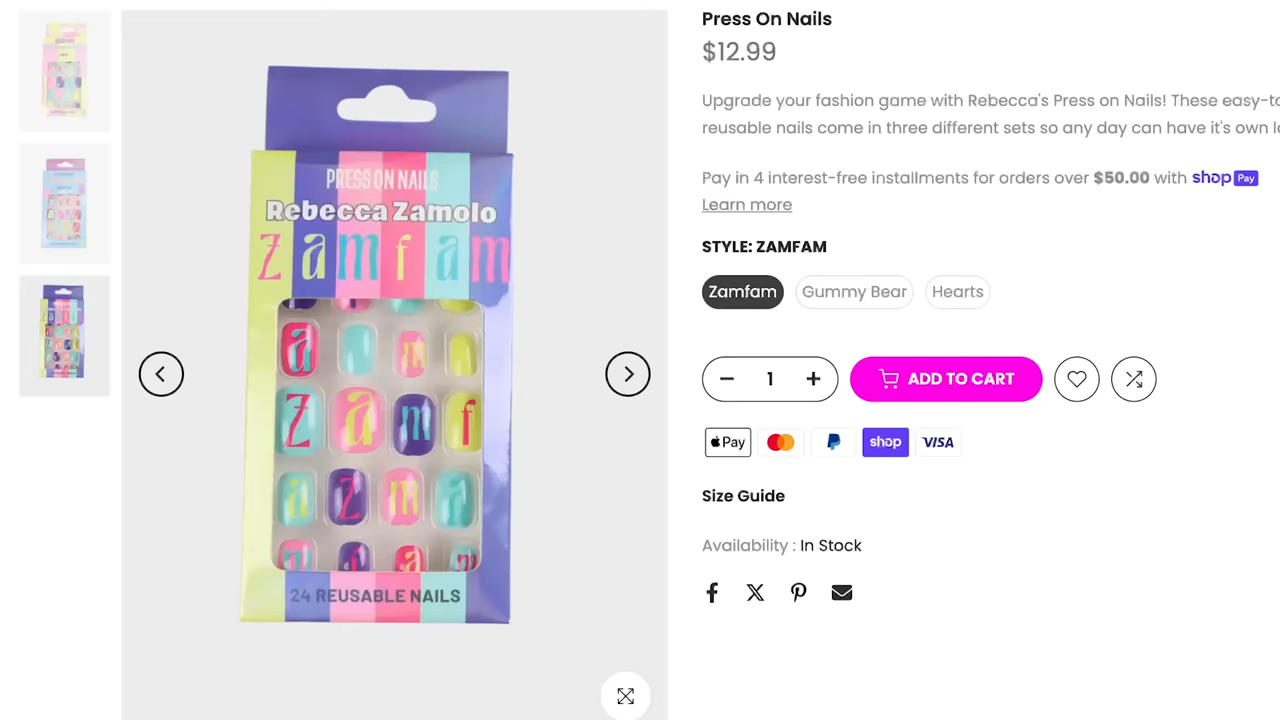 PRESS ON NAILS
Rebecca Zamolo
Zamfam
a m
Z a m f
a z m a
m f a m
24 REUSABLE NAILS
Press On Nails
$12.99
Upgrade your fashion game with Rebecca's Press on Nails! These easy-to
reusable nails come in three different sets so any day can have it's own
Pay in 4 interest-free installments for orders over $50.00 with shop Pay
Learn more
STYLE: ZAMFAM
Zamfam Gummy Bear Hearts
1 ADD TO CART
Pay PayPal shop VISA
Size Guide
Availability : In Stock